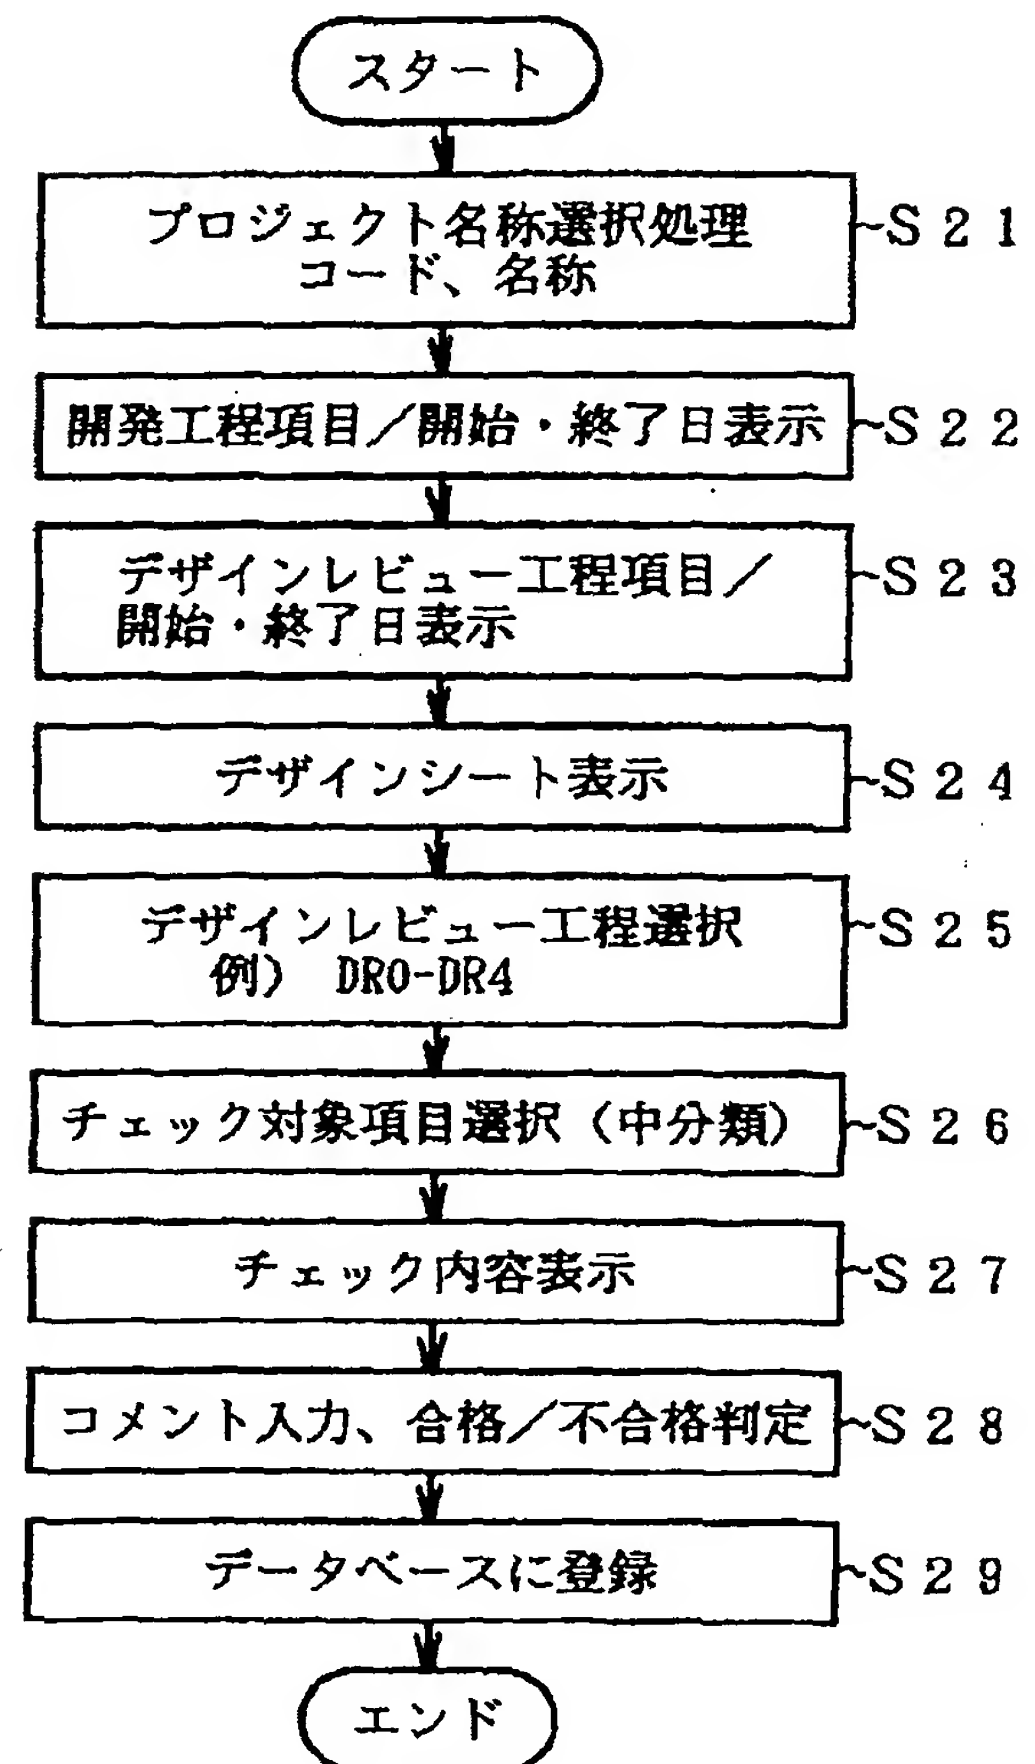 スタート
プロジェクト名称選択処理
コード、名称
S21
開発工程項目／開始・終了日表示
S22
デザインレビュー工程項目／
開始・終了日表示
S23
デザインシート表示
S24
デザインレビュー工程選択
例） DR0-DR4
S25
チェック対象項目選択（中分類）
S26
チェック内容表示
S27
コメント入力、合格／不合格判定
S28
データベースに登録
S29
エンド